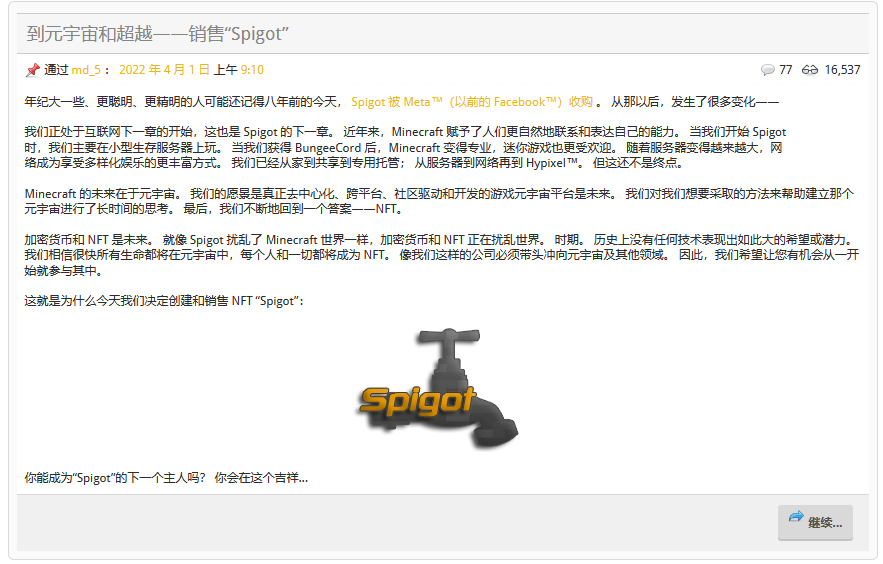 到元宇宙和超越——销售“Spigot”
通过 md_5 ： 2022 年 4 月 1 日 上午 9:10
77 16,537
年纪大一些、更聪明、更精明的人可能还记得八年前的今天， Spigot 被 Meta™（以前的 Facebook™）收购 。 从那以后，发生了很多变化——
我们正处于互联网下一章的开始，这也是 Spigot 的下一章。 近年来，Minecraft 赋予了人们更自然地联系和表达自己的能力。 当我们开始 Spigot
时，我们主要在小型生存服务器上玩。 当我们获得 BungeeCord 后，Minecraft 变得专业，迷你游戏也更受欢迎。 随着服务器变得越来越大，网
络成为享受多样化娱乐的更丰富方式。 我们已经从家到共享到专用托管； 从服务器到网络再到 Hypixel™。 但这还不是终点。
Minecraft 的未来在于元宇宙。 我们的愿景是真正去中心化、跨平台、社区驱动和开发的游戏元宇宙平台是未来。 我们对我们想要采取的方法来帮助建立那个
元宇宙进行了长时间的思考。 最后，我们不断地回到一个答案——NFT。
加密货币和 NFT 是未来。 就像 Spigot 扰乱了 Minecraft 世界一样，加密货币和 NFT 正在扰乱世界。 时期。 历史上没有任何技术表现出如此大的希望或潜力。
我们相信很快所有生命都将在元宇宙中，每个人和一切都将成为 NFT。 像我们这样的公司必须带头冲向元宇宙及其他领域。 因此，我们希望让您有机会从一开
始就参与其中。
这就是为什么今天我们决定创建和销售 NFT “Spigot”：
Spigot
你能成为“Spigot”的下一个主人吗？ 你会在这个吉祥...
继续...